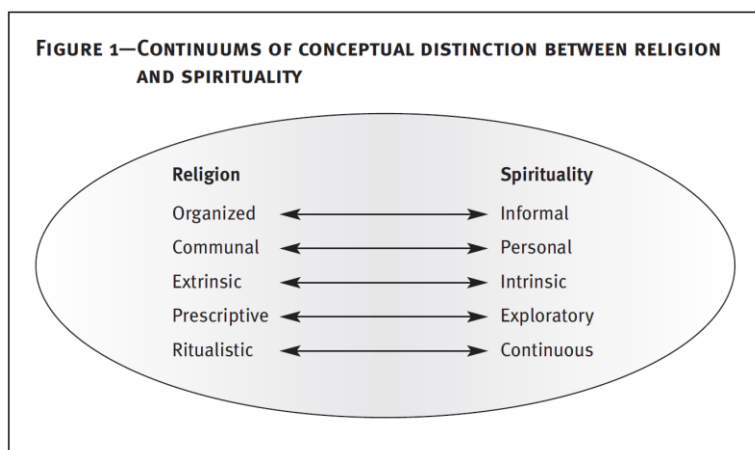 FIGURE 1—CONTINUUMS OF CONCEPTUAL DISTINCTION BETWEEN RELIGION
AND SPIRITUALITY
Religion Spirituality
Organized Informal
Communal Personal
Extrinsic Intrinsic
Prescriptive Exploratory
Ritualistic Continuous